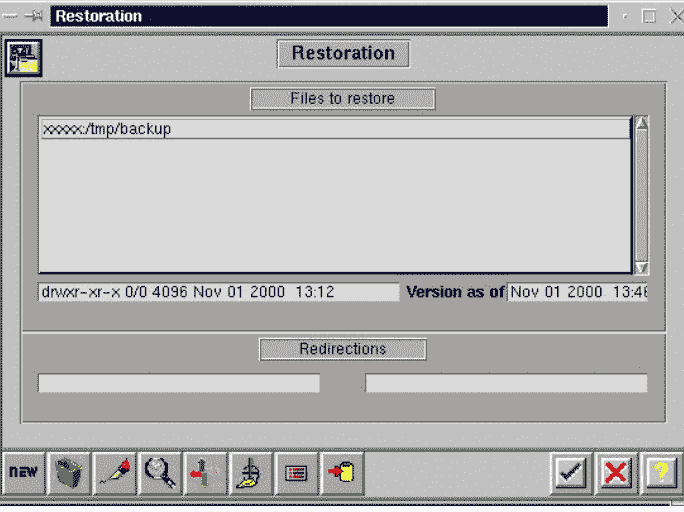 Restoration
Restoration
Files to restore
xxxxx:/tmp/backup
drwxr-xr-x 0/0 4096 Nov 01 2000 13:12
Version as of Nov 01 2000 13:48
Redirections
NEW
?